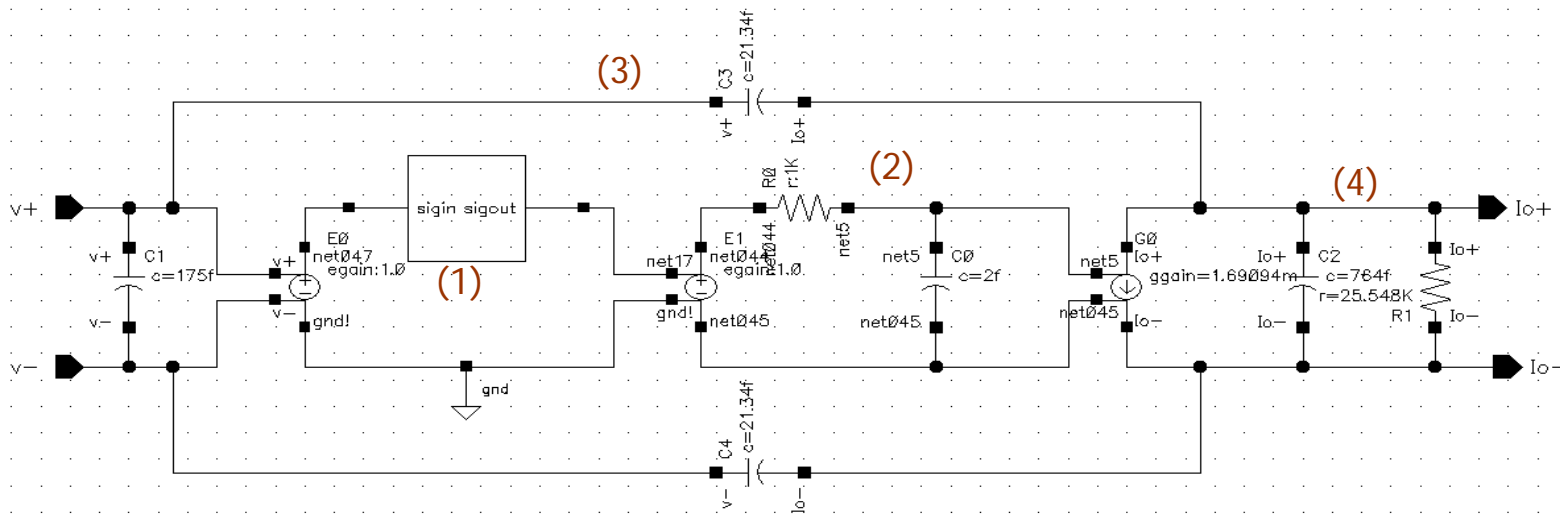 c=21.34f
C3
v+
Io+
(3)
(2)
R0
r:1K
net044
net5
(4)
v+
Io+
v+
C1
c=175f
v-
v+
E0
net047
egain:1.0
v-
gnd!
sigin sigout
(1)
net17
E1
net044
egain:1.0
gnd!
net045
net5
C0
c=2f
net045
net5
G0
Io+
ggain=1.69094m
net045
Io-
Io+
C2
c=764f
r=25.548K
Io-
Io+
R1
Io-
v-
Io-
gnd
c=21.34f
C4
v-
Io-